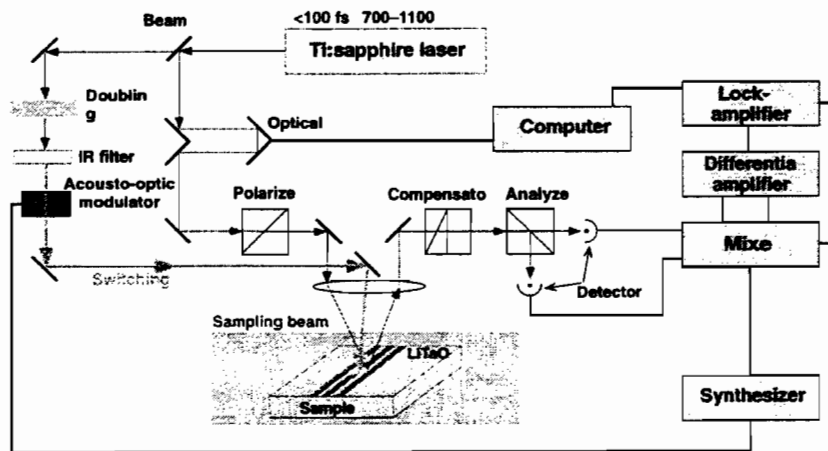 <100 fs 700–1100
Beam
Ti:sapphire laser
Doublin
g
Optical
Computer
Lock-
amplifier
IR filter
Differentia
amplifier
Acousto-optic
modulator
Polarize
Compensato
Analyze
Mixe
Switching
Detector
Sampling beam
LiTaO
Sample
Synthesizer